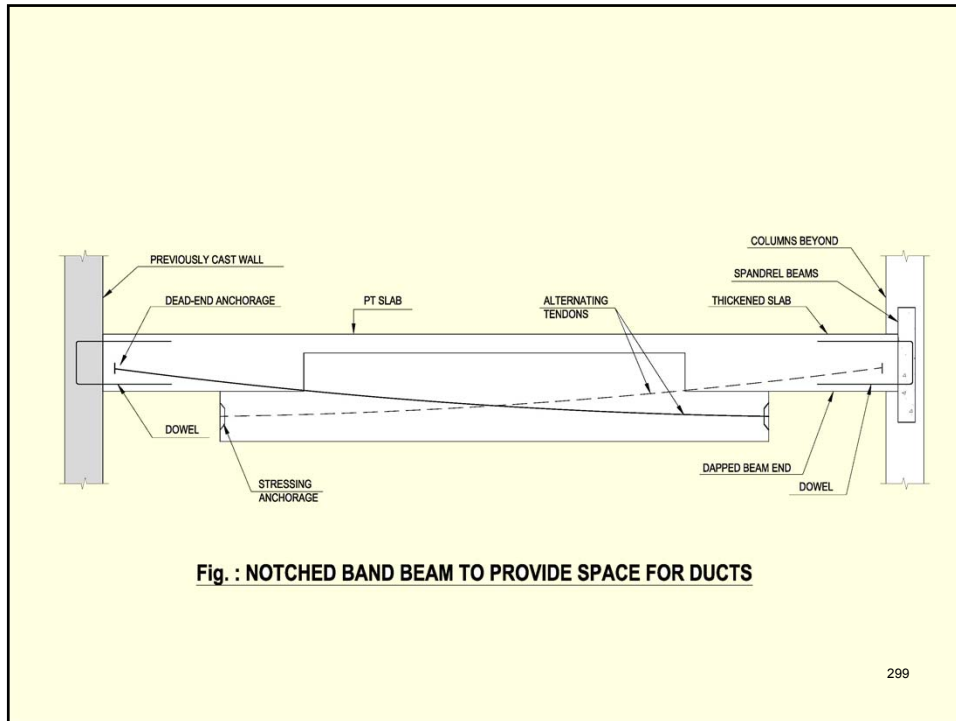 COLUMNS BEYOND
PREVIOUSLY CAST WALL
SPANDREL BEAMS
DEAD-END ANCHORAGE
PT SLAB
ALTERNATING
TENDONS
THICKENED SLAB
DOWEL
STRESSING
ANCHORAGE
DAPPED BEAM END
DOWEL
Fig. : NOTCHED BAND BEAM TO PROVIDE SPACE FOR DUCTS
299